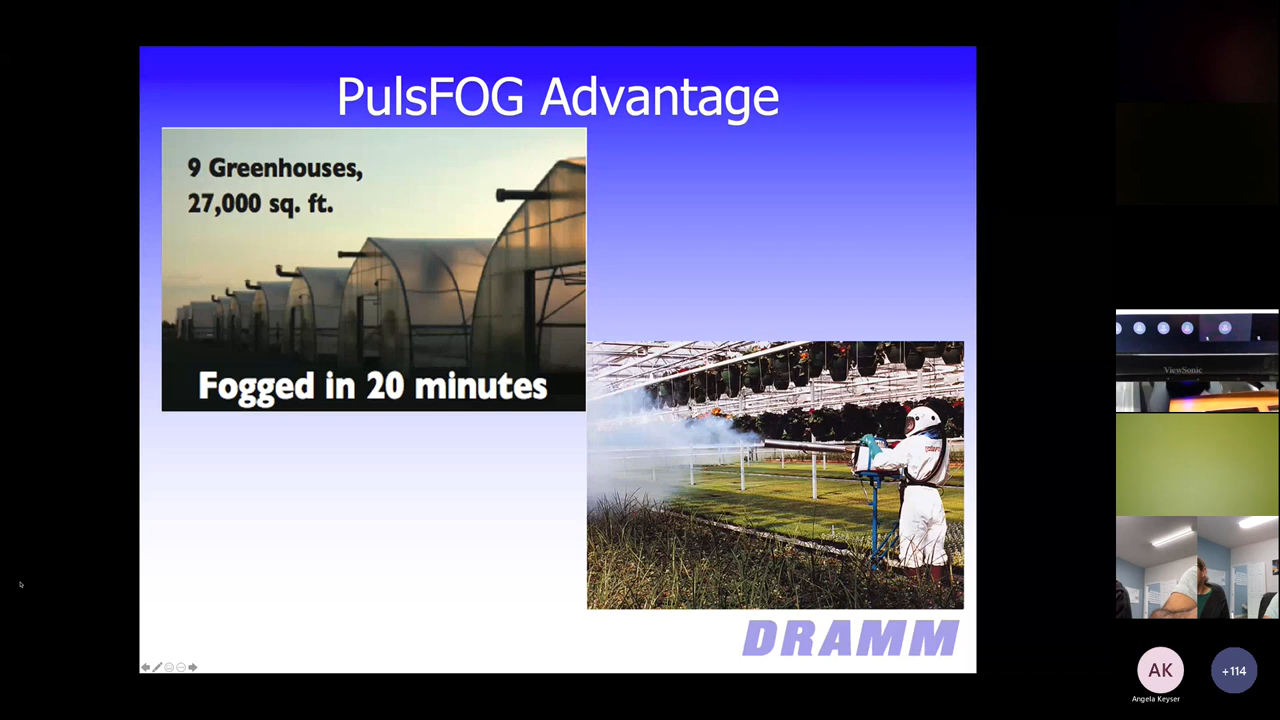 PulsFOG Advantage
9 Greenhouses,
27,000 sq. ft.
Fogged in 20 minutes
DRAMM
ViewSonic
AK
+114
Angela Keyser